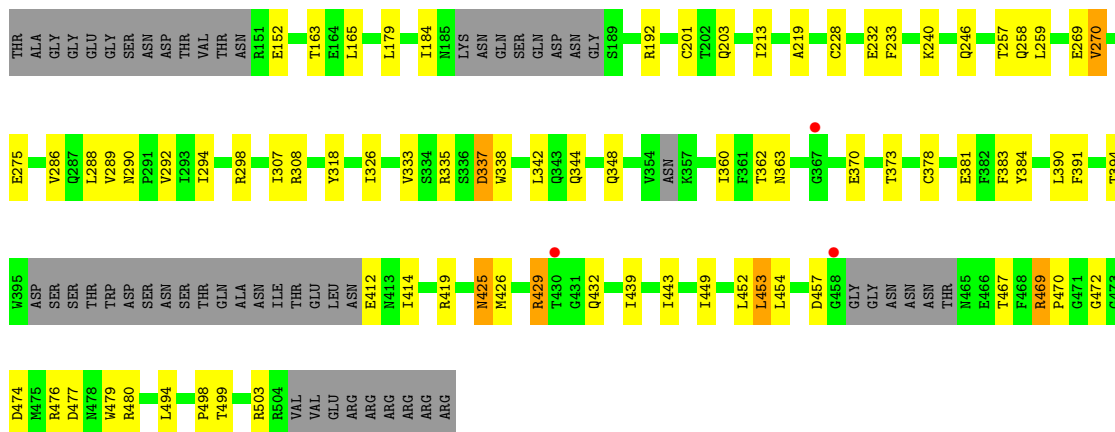 THR ALA GLY GLY GLU GLY SER ASN ASP THR VAL THR ASN R151 E152 T163 E164 L165 L179 I184 N185 LYS ASN GLN SER GLN ASP ASN GLY S189 R192 C201 T202 Q203 I213 A219 C228 E232 F233 K240 Q246 T257 Q258 L259 E269 V270
E275 V286 Q287 L288 V289 N290 P291 V292 I293 I294 R298 I307 R308 Y318 I326 V333 S334 R335 S336 D337 W338 L342 Q343 Q344 Q348 V354 ASN K357 I360 F361 T362 N363 G367 E370 T373 C378 E381 F382 F383 Y384 L390 F391 T394
W395 ASP SER SER THR TRP ASP SER ASN SER THR GLN ALA ASN ILE THR GLU LEU ASN E412 N413 I414 R419 N425 M426 R429 T430 G431 Q432 I439 I443 I449 L452 L453 L454 D457 G458 GLY GLY ASN ASN ASN THR N465 E466 T467 F468 R469 P470 G471 G472 G473
D474 M475 R476 D477 N478 W479 R480 L494 P498 T499 R503 R504 VAL VAL GLU ARG ARG ARG ARG ARG ARG